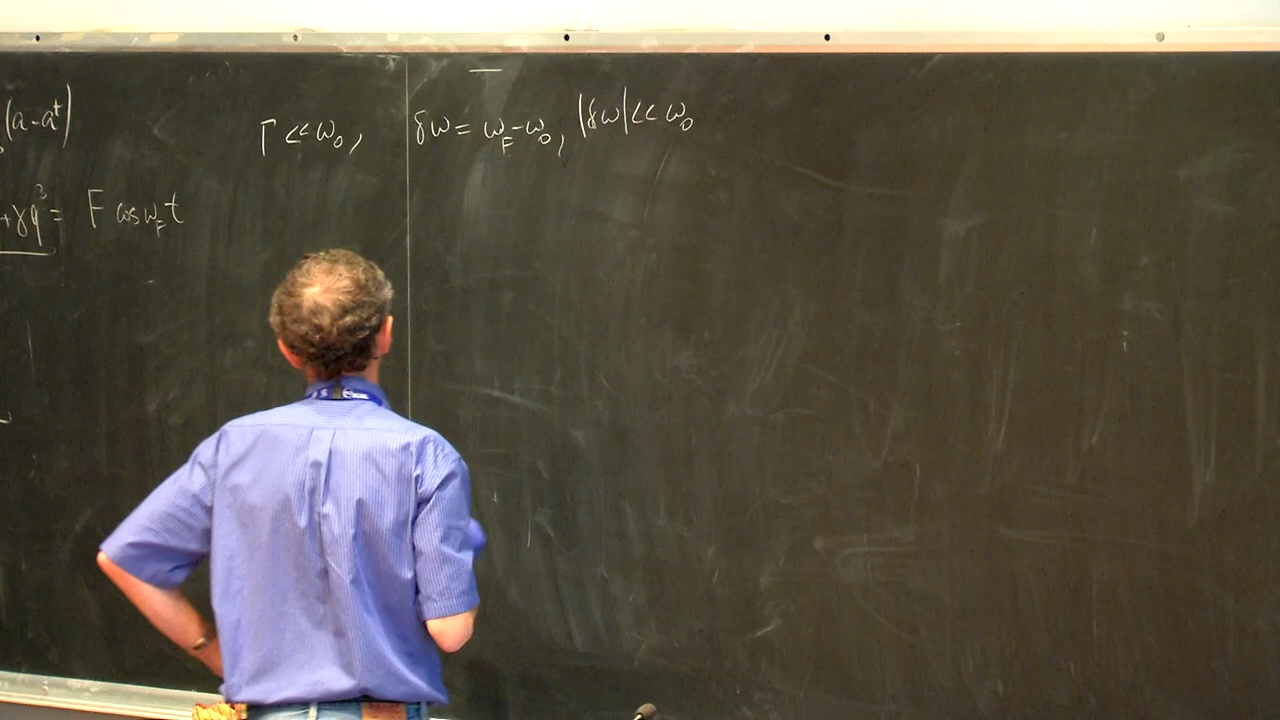 (a - a†)
Γ << ω₀, δω = ω_F - ω₀, |δω| << ω₀
+ γq³ = F cos ω_F t